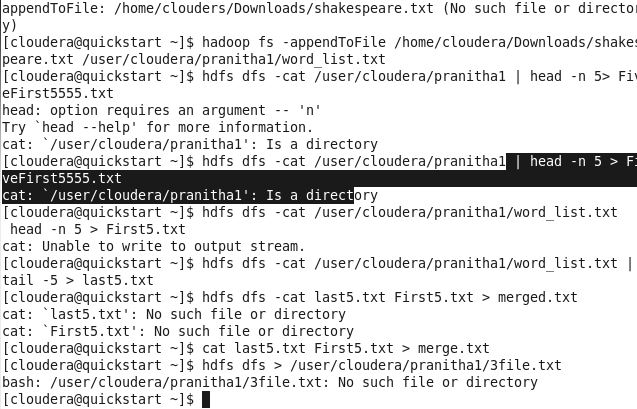 appendToFile: /home/clouders/Downloads/shakespeare.txt (No such file or director
y)
[cloudera@quickstart ~]$ hadoop fs -appendToFile /home/cloudera/Downloads/shakes
peare.txt /user/cloudera/pranitha1/word_list.txt
[cloudera@quickstart ~]$ hdfs dfs -cat /user/cloudera/pranitha1 | head -n 5> Fiv
eFirst5555.txt
head: option requires an argument -- 'n'
Try `head --help' for more information.
cat: `/user/cloudera/pranitha1': Is a directory
[cloudera@quickstart ~]$ hdfs dfs -cat /user/cloudera/pranitha1 | head -n 5 > Fi
veFirst5555.txt
cat: `/user/cloudera/pranitha1': Is a directory
[cloudera@quickstart ~]$ hdfs dfs -cat /user/cloudera/pranitha1/word_list.txt
head -n 5 > First5.txt
cat: Unable to write to output stream.
[cloudera@quickstart ~]$ hdfs dfs -cat /user/cloudera/pranitha1/word_list.txt |
tail -5 > last5.txt
[cloudera@quickstart ~]$ hdfs dfs -cat last5.txt First5.txt > merged.txt
cat: `last5.txt': No such file or directory
cat: `First5.txt': No such file or directory
[cloudera@quickstart ~]$ cat last5.txt First5.txt > merge.txt
[cloudera@quickstart ~]$ hdfs dfs > /user/cloudera/pranitha1/3file.txt
bash: /user/cloudera/pranitha1/3file.txt: No such file or directory
[cloudera@quickstart ~]$